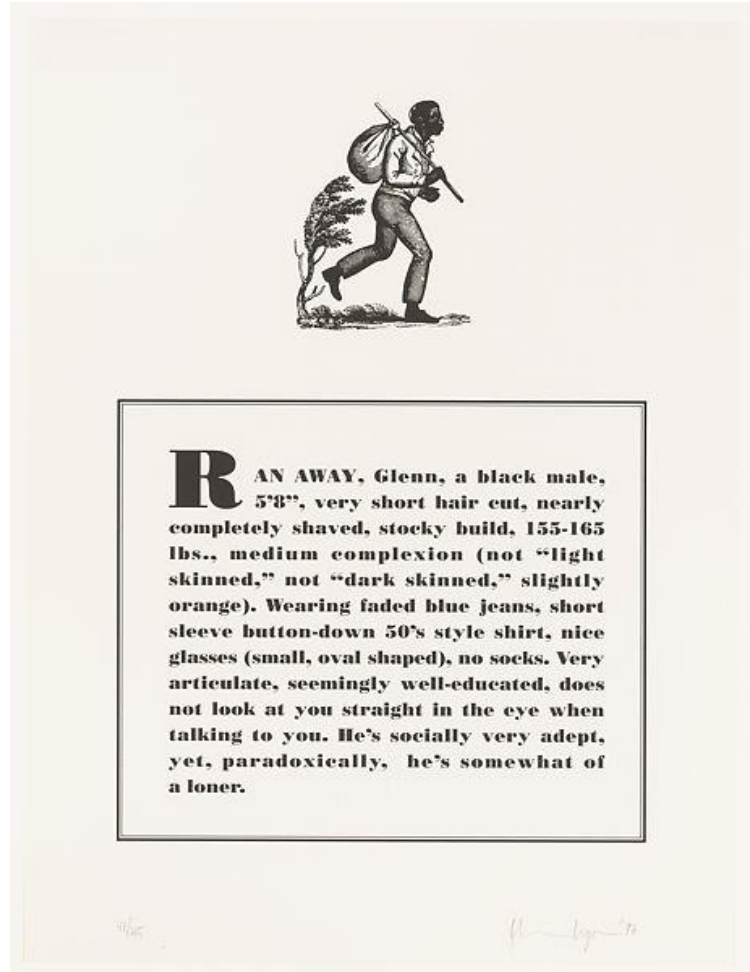 RAN AWAY, Glenn, a black male,
5’8”, very short hair cut, nearly
completely shaved, stocky build, 155-165
lbs., medium complexion (not “light
skinned,” not “dark skinned,” slightly
orange). Wearing faded blue jeans, short
sleeve button-down 50’s style shirt, nice
glasses (small, oval shaped), no socks. Very
articulate, seemingly well-educated, does
not look at you straight in the eye when
talking to you. He’s socially very adept,
yet, paradoxically, he’s somewhat of
a loner.